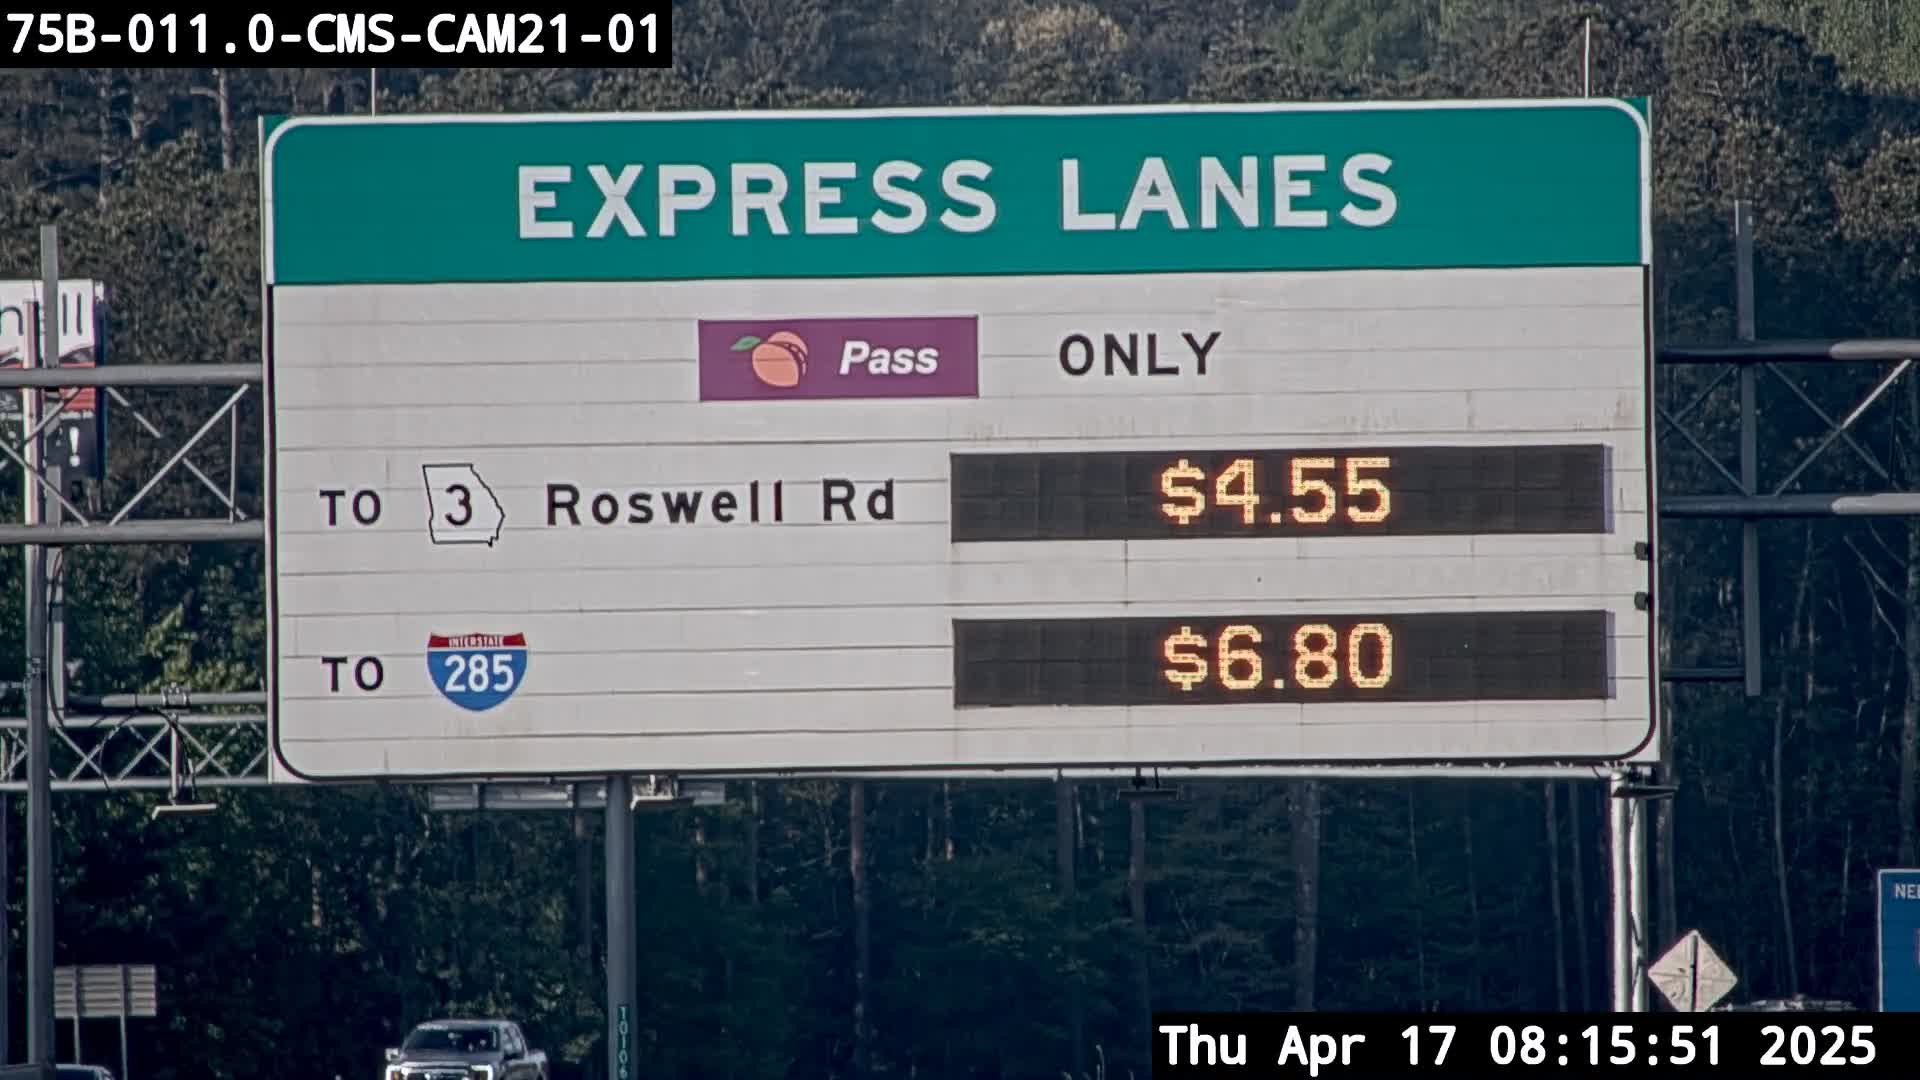 75B-011.0-CMS-CAM21-01
EXPRESS LANES
Pass ONLY
TO 3 Roswell Rd $4.55
INTERSTATE
TO 285 $6.80
Thu Apr 17 08:15:51 2025